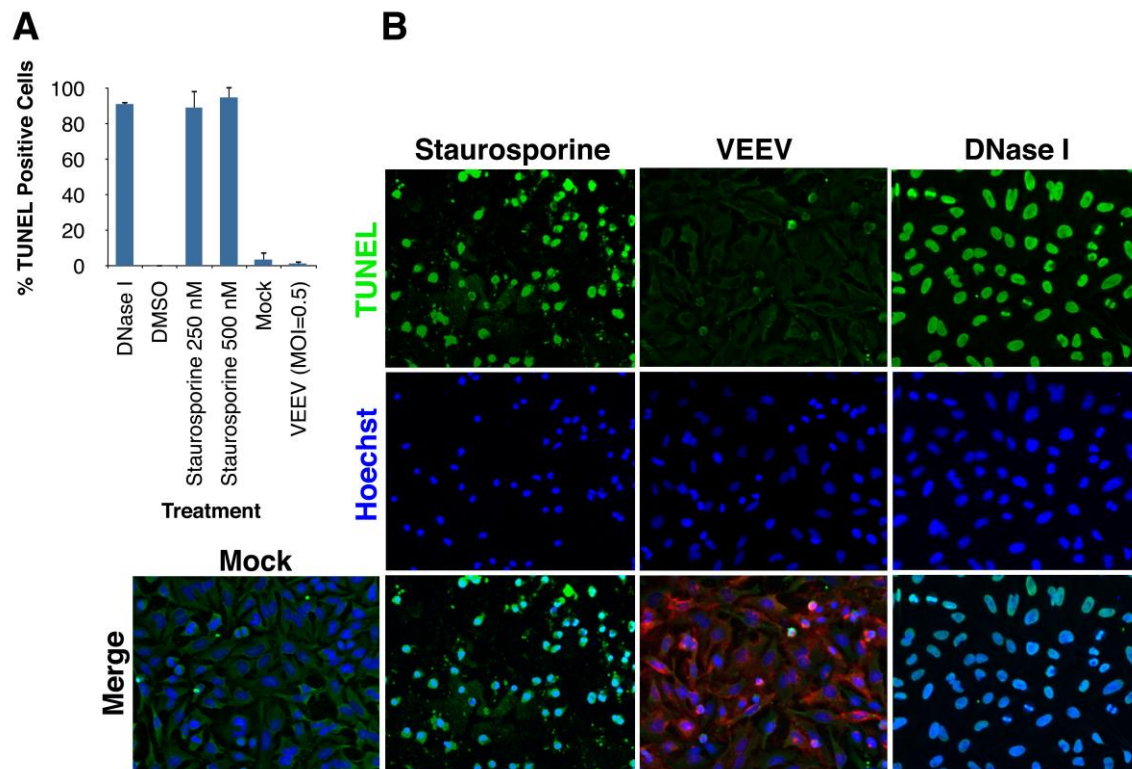 A
B
% TUNEL Positive Cells
100
80
60
40
20
0
DNase I
DMSO
Staurosporine 250 nM
Staurosporine 500 nM
Mock
VEEV (MOI=0.5)
Treatment
Staurosporine
VEEV
DNase I
TUNEL
Hoechst
Mock
Merge